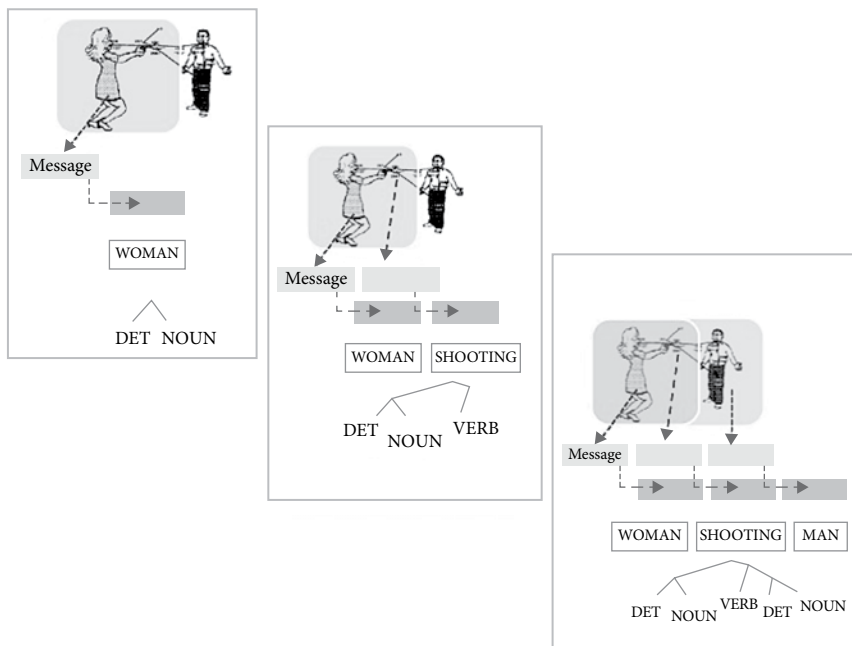 Message
WOMAN
DET NOUN
Message
WOMAN SHOOTING
DET NOUN VERB
Message
WOMAN SHOOTING MAN
DET NOUN VERB DET NOUN